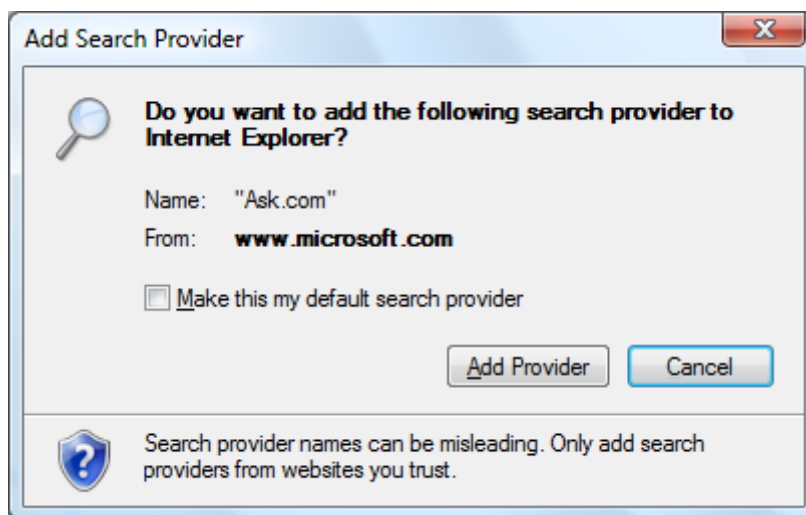 Add Search Provider
Do you want to add the following search provider to
Internet Explorer?
Name: "Ask.com"
From: www.microsoft.com
Make this my default search provider
Add Provider Cancel
Search provider names can be misleading. Only add search
providers from websites you trust.